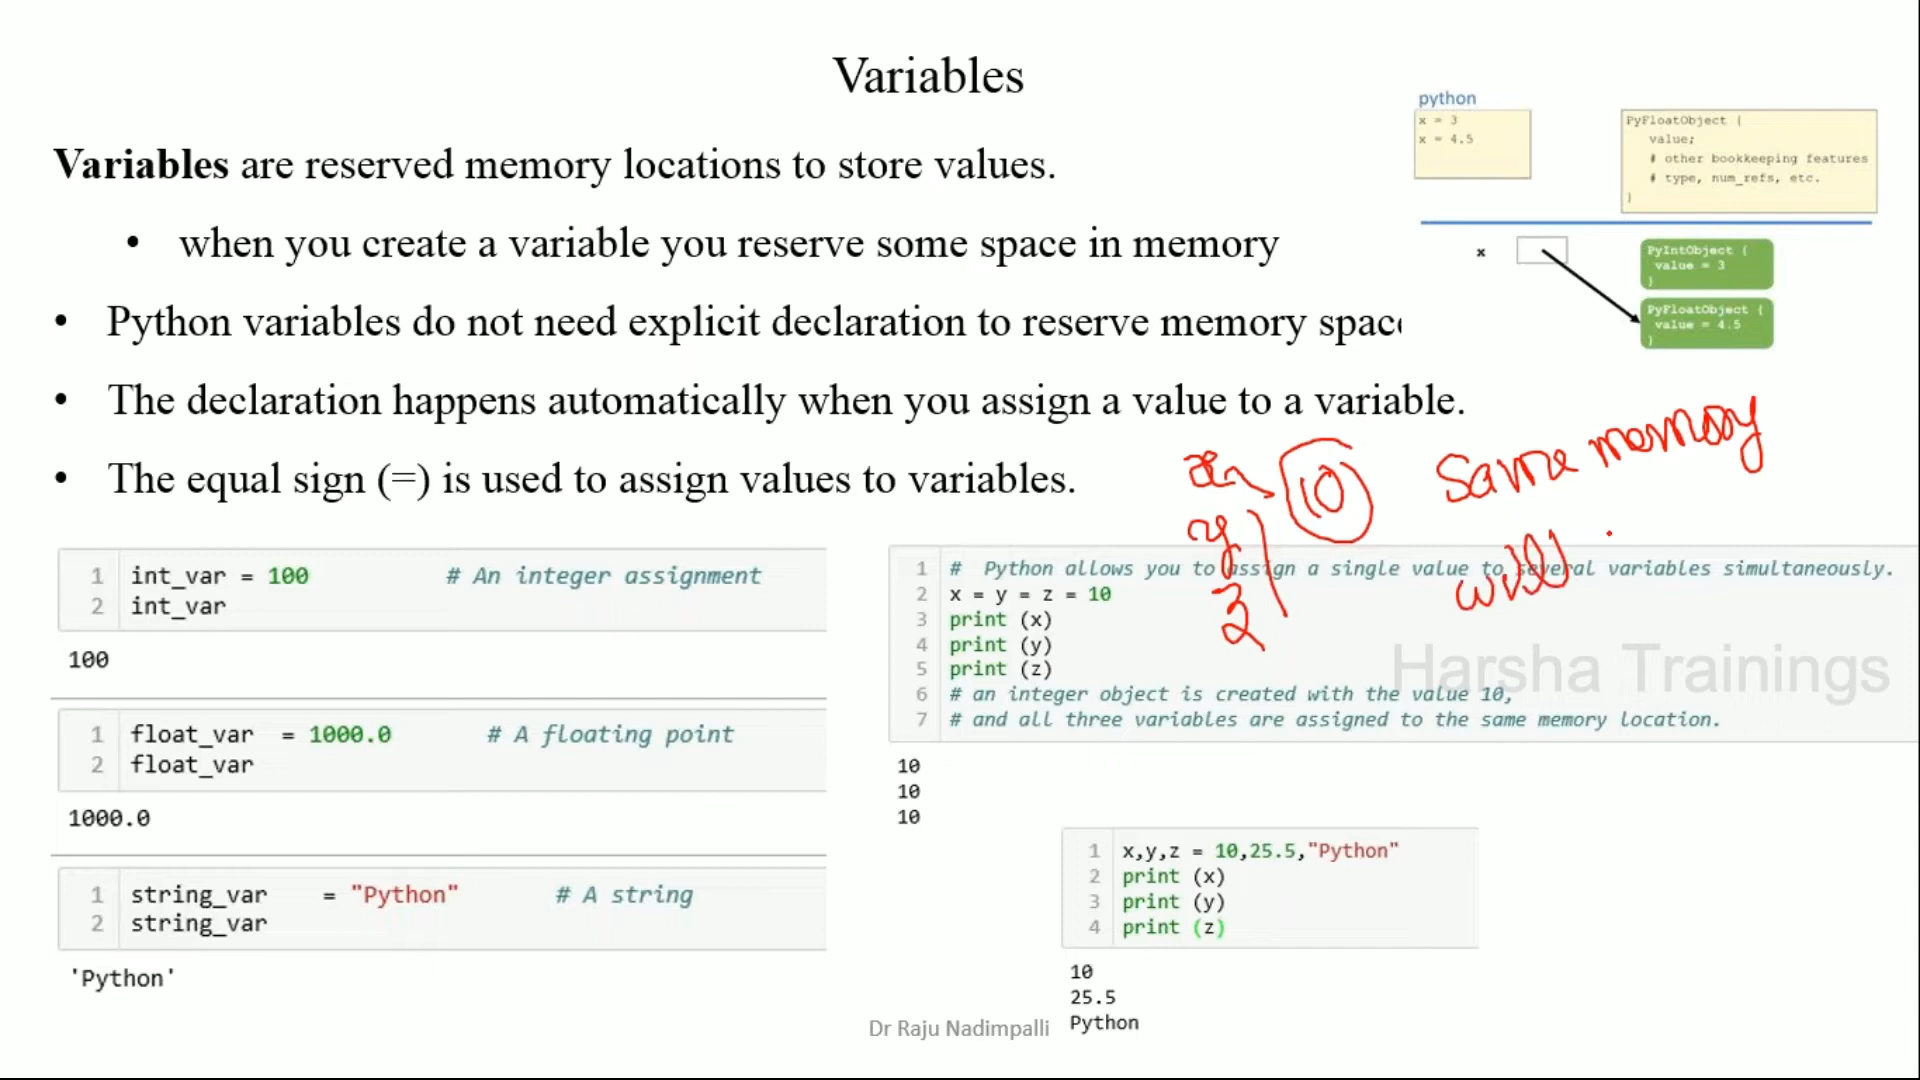 Variables
Variables are reserved memory locations to store values.
• when you create a variable you reserve some space in memory
• Python variables do not need explicit declaration to reserve memory space
• The declaration happens automatically when you assign a value to a variable.
• The equal sign (=) is used to assign values to variables.
python
x = 3
x = 4.5
PyFloatObject {
value;
# other bookkeeping features
# type, num_refs, etc.
}
x
PyIntObject {
value = 3
}
PyFloatObject {
value = 4.5
}
x
y
z
10
Same memory
will
1 int_var = 100 # An integer assignment
2 int_var
100
1 float_var = 1000.0 # A floating point
2 float_var
1000.0
1 string_var = "Python" # A string
2 string_var
'Python'
1 # Python allows you to assign a single value to several variables simultaneously.
2 x = y = z = 10
3 print (x)
4 print (y)
5 print (z)
6 # an integer object is created with the value 10,
7 # and all three variables are assigned to the same memory location.
10
10
10
Harsha Trainings
1 x,y,z = 10,25.5,"Python"
2 print (x)
3 print (y)
4 print (z)
10
25.5
Python
Dr Raju Nadimpalli